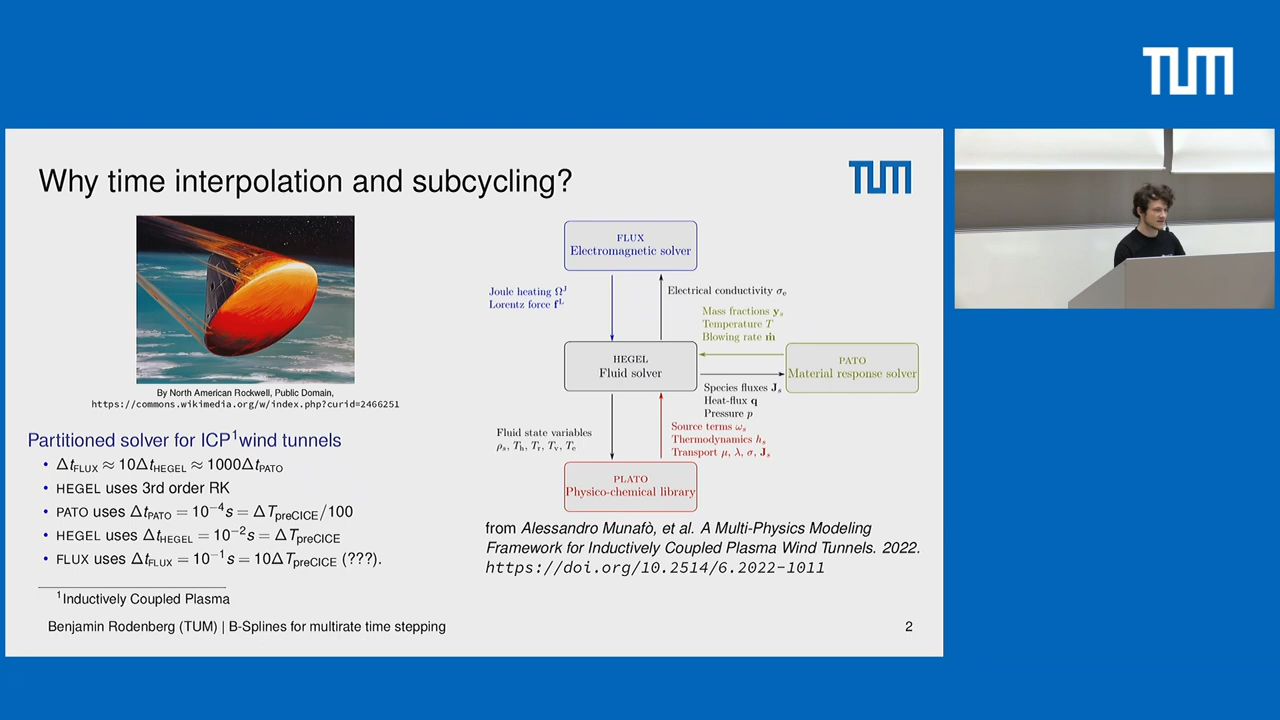 TUM
Why time interpolation and subcycling?
TUM
By North American Rockwell, Public Domain,
https://commons.wikimedia.org/w/index.php?curid=2466251
Partitioned solver for ICP¹wind tunnels
• Δt_FLUX ≈ 10Δt_HEGEL ≈ 1000Δt_PATO
• HEGEL uses 3rd order RK
• PATO uses Δt_PATO = 10⁻⁴s = ΔT_preCICE/100
• HEGEL uses Δt_HEGEL = 10⁻²s = ΔT_preCICE
• FLUX uses Δt_FLUX = 10⁻¹s = 10ΔT_preCICE (???).
¹Inductively Coupled Plasma
FLUX
Electromagnetic solver
Joule heating Ω^J
Lorentz force f^L
Electrical conductivity σ_e
Mass fractions y_s
Temperature T
Blowing rate ṁ
HEGEL
Fluid solver
PATO
Material response solver
Species fluxes J_s
Heat-flux q
Pressure p
Fluid state variables
ρ_s, T_h, T_r, T_v, T_e
Source terms ω_s
Thermodynamics h_s
Transport μ, λ, σ, J_s
PLATO
Physico-chemical library
from Alessandro Munafò, et al. A Multi-Physics Modeling
Framework for Inductively Coupled Plasma Wind Tunnels. 2022.
https://doi.org/10.2514/6.2022-1011
Benjamin Rodenberg (TUM) | B-Splines for multirate time stepping
2